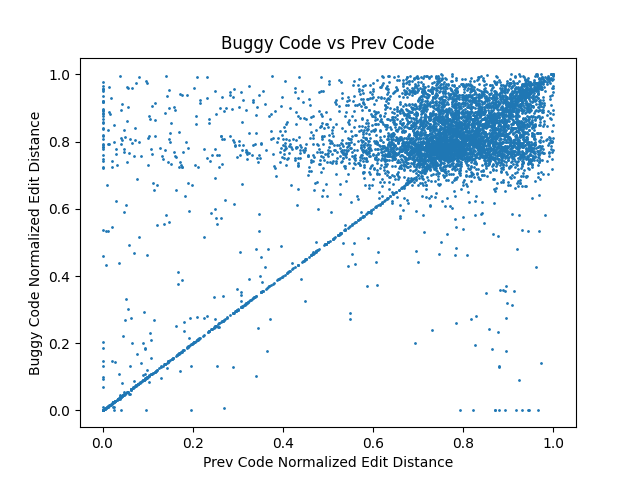 Buggy Code vs Prev Code
Buggy Code Normalized Edit Distance
1.0
0.8
0.6
0.4
0.2
0.0
0.0 0.2 0.4 0.6 0.8 1.0
Prev Code Normalized Edit Distance